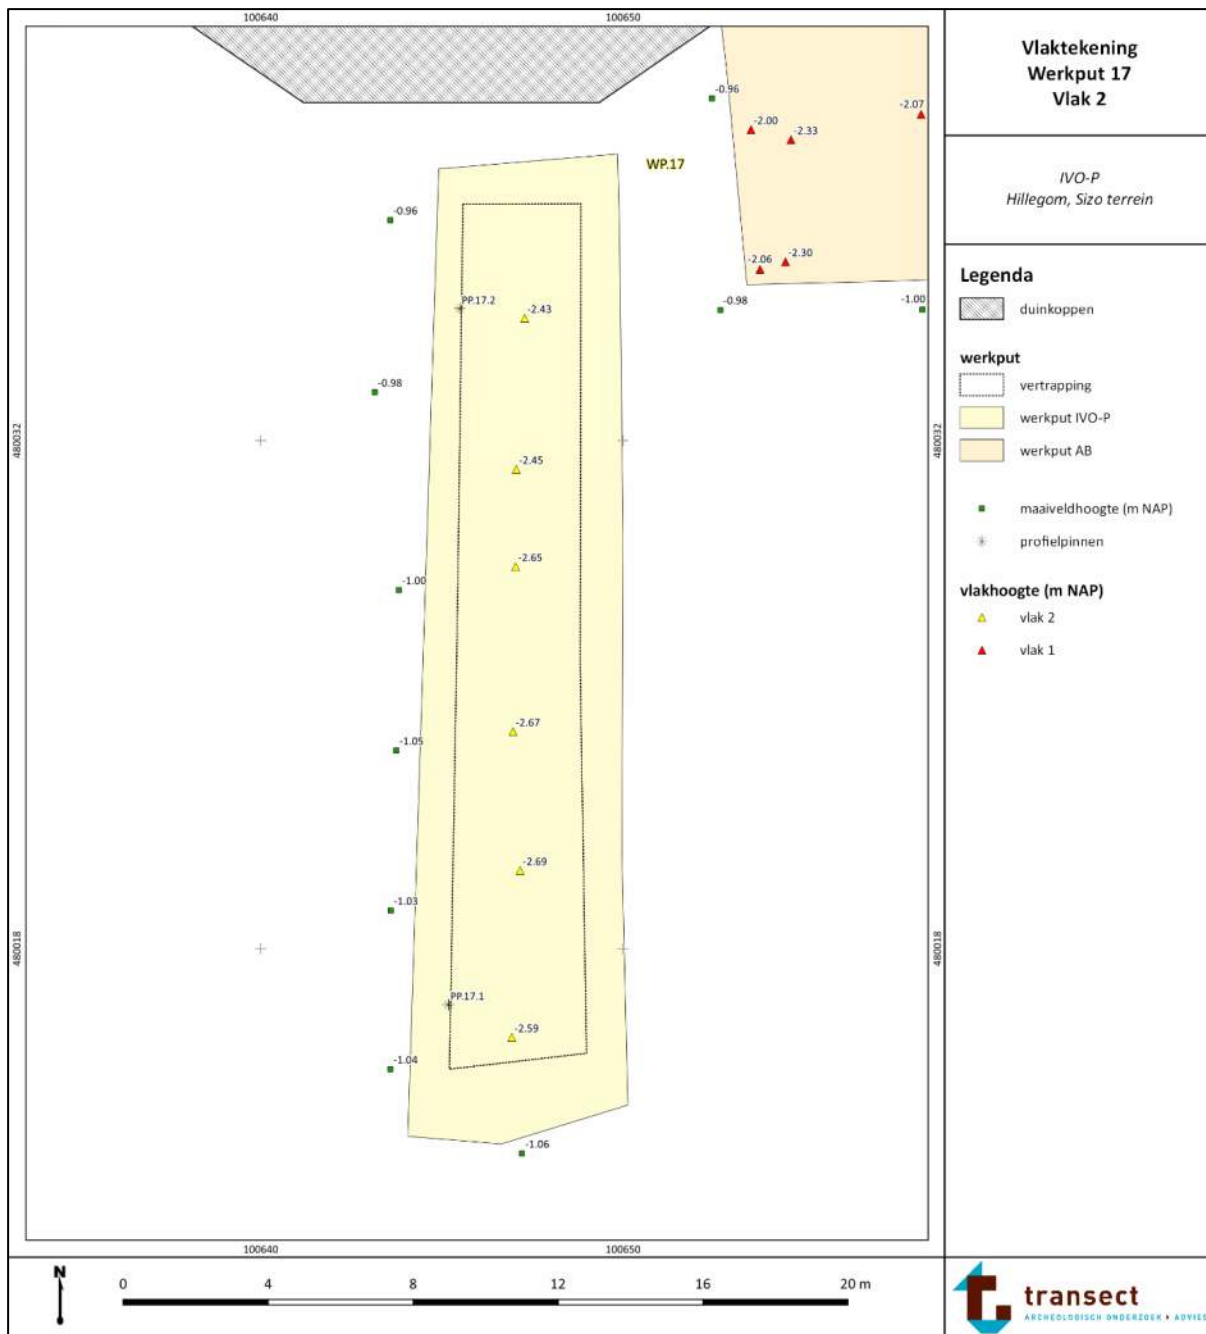 100640
100650
Vlaktekening
Werkput 17
Vlak 2
IVO-P
Hillegom, Sizo terrein
-0.96
-2.00
-2.33
-2.07
WP.17
-0.96
-2.06
-2.30
PP.17.2
-2.43
-0.98
-1.00
-0.98
480032
480032
-2.45
-2.65
-1.00
-2.67
-1.05
-2.69
-1.03
480018
480018
PP.17.1
-2.59
-1.04
-1.06
100640
100650
Legenda
duinkoppen
werkput
vertrapping
werkput IVO-P
werkput AB
maaiveldhoogte (m NAP)
profielpinnen
vlakhoogte (m NAP)
vlak 2
vlak 1
N
0
4
8
12
16
20 m
transect
ARCHEOLOGISCH ONDERZOEK ▸ ADVIES